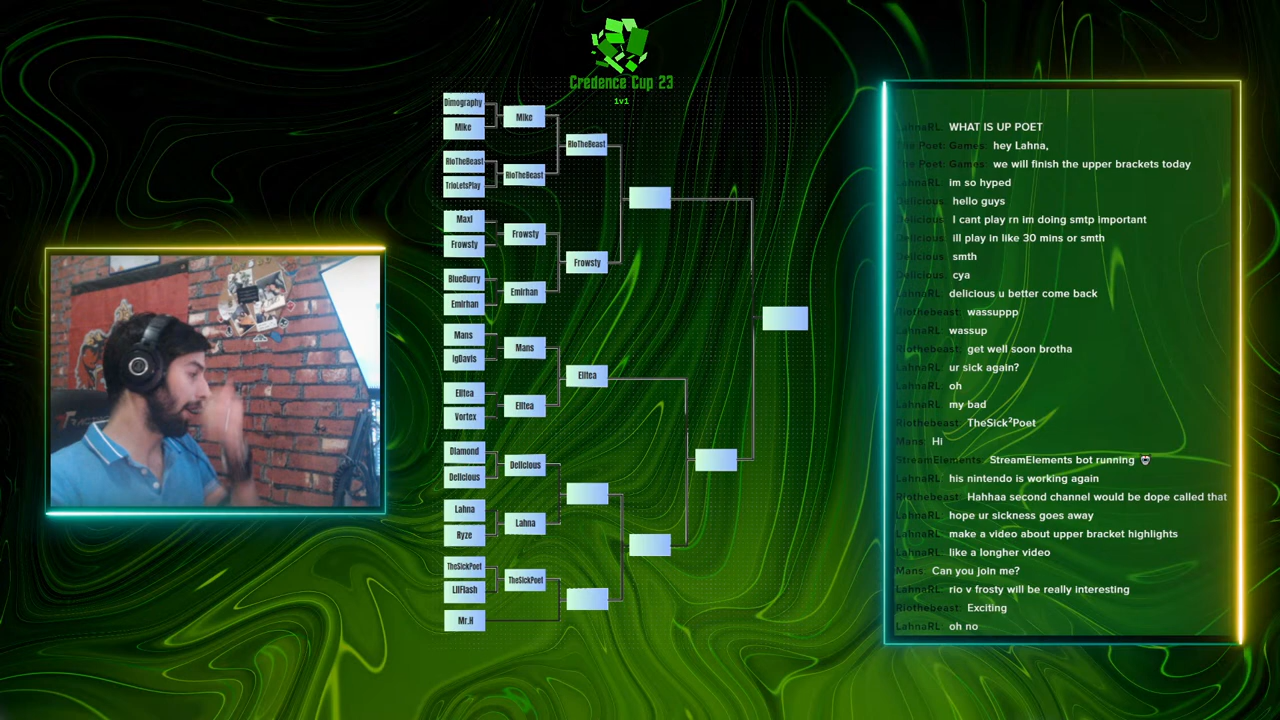 Credence Cup 23
1v1
Dimography
Mike
Mike
RioTheBeast
RioTheBeast
TrioLetsPlay
RioTheBeast
Maxi
Frowsty
Frowsty
Frowsty
BlueBurry
Emirhan
Emirhan
Mans
Mans
IgDavis
Elitea
Elitea
Elitea
Vortex
Diamond
Delicious
Delicious
Lahna
Lahna
Ryze
TheSickPoet
TheSickPoet
LilFlash
Mr.H
LahnaRL: WHAT IS UP POET
The Poet: Games: hey Lahna,
The Poet: Games: we will finish the upper brackets today
LahnaRL: im so hyped
Delicious: hello guys
Delicious: I cant play rn im doing smtp important
Delicious: ill play in like 30 mins or smth
Delicious: smth
Delicious: cya
LahnaRL: delicious u better come back
Riothebeast: wassuppp
LahnaRL: wassup
Riothebeast: get well soon brotha
LahnaRL: ur sick again?
LahnaRL: oh
LahnaRL: my bad
Riothebeast: TheSick²Poet
Mans: Hi
StreamElements: StreamElements bot running
LahnaRL: his nintendo is working again
Riothebeast: Hahhaa second channel would be dope called that
LahnaRL: hope ur sickness goes away
LahnaRL: make a video about upper bracket highlights
LahnaRL: like a longher video
Mans: Can you join me?
LahnaRL: rio v frosty will be really interesting
Riothebeast: Exciting
LahnaRL: oh no